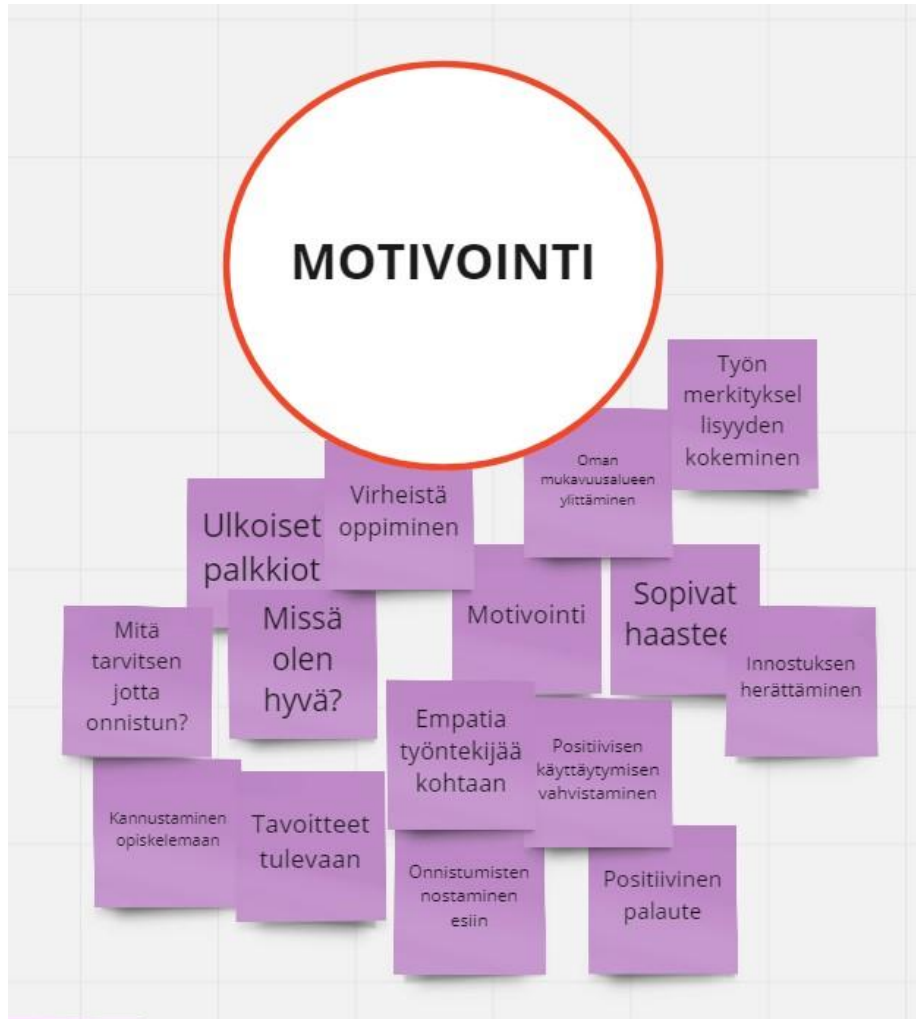 MOTIVOINTI
Työn
merkityksel
lisyyden
kokeminen
Oman
mukavuusalueen
ylittäminen
Virheistä
oppiminen
Ulkoiset
palkkiot
Missä
olen
hyvä?
Motivointi
Sopivat
haastee
Mitä
tarvitsen
jotta
onnistun?
Innostuksen
herättäminen
Empatia
työntekijää
kohtaan
Positiivisen
käyttäytymisen
vahvistaminen
Kannustaminen
opiskelemaan
Tavoitteet
tulevaan
Onnistumisten
nostaminen
esiin
Positiivinen
palaute